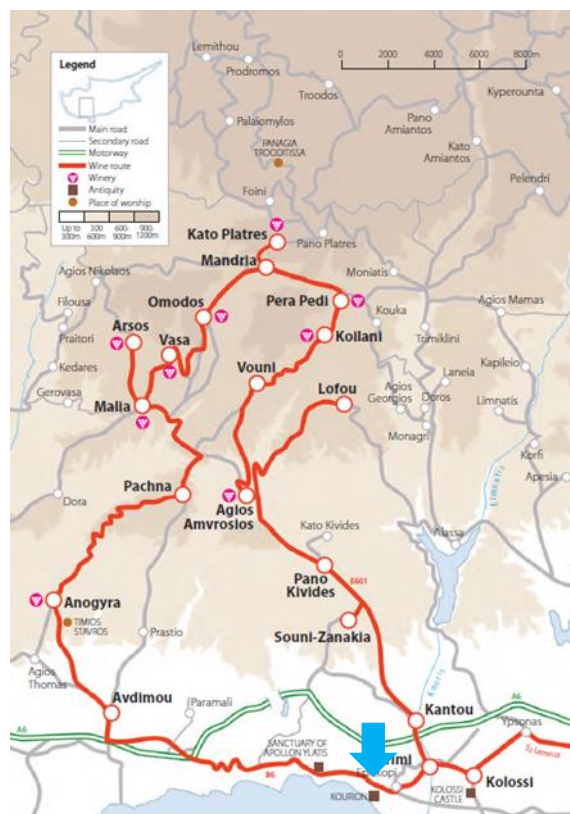 Lemithou
Prodromos
0 2000 4000 6000 8000m
Legend
Main road
Secondary road
Motorway
Wine route
Winery
Antiquity
Place of worship
Up to
300m
300
600m
600-
900m
900-
1200m
Troodos
Kyperounta
Palaiomylos
Pano
Amiantos
PANAGIA
TROODITISSA
Kato
Amiantos
Pelendri
Foini
Kato Platres
Pano Platres
Mandria
Moniatis
Agios Nikolaos
Omodos
Pera Pedi
Filousa
Kouka
Agios Mamas
Arsos
Vasa
Koilani
Trimiklini
Praitori
Kedares
Vouni
Laneia
Kapileio
Gerovasa
Malia
Lofou
Agios
Georgios
Doros
Limnatis
Monagri
Korfi
Apesia
Limnatis
Pachna
Dora
Agios
Amvrosios
Kato Kivides
Alassa
Pano
Kivides
E601
Anogyra
TIMIOS
STAVROS
Prastio
Souni-Zanakia
Agios
Thomas
Kouris
Avdimou
Paramali
Kantou
A6
A6
Ypsonas
SANCTUARY OF
APOLLON YLATIS
To Lemesos
B6
Kolossi
KOURION
KOLOSSI
CASTLE